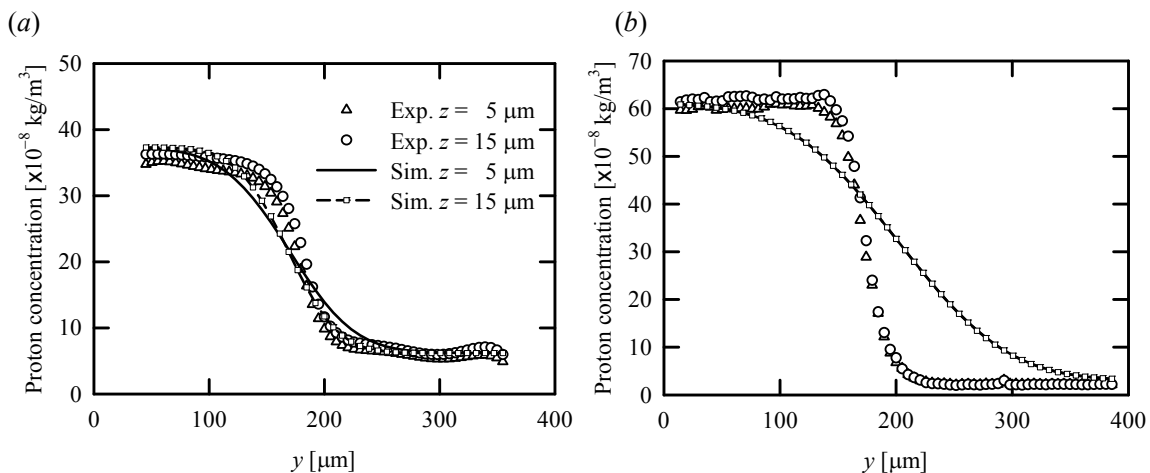 (a)
Proton concentration [x10⁻⁸ kg/m³]
50
40
30
20
10
0
0 100 200 300 400
y [μm]
Exp. z = 5 μm
Exp. z = 15 μm
Sim. z = 5 μm
Sim. z = 15 μm
(b)
Proton concentration [x10⁻⁸ kg/m³]
70
60
50
40
30
20
10
0
0 100 200 300 400
y [μm]